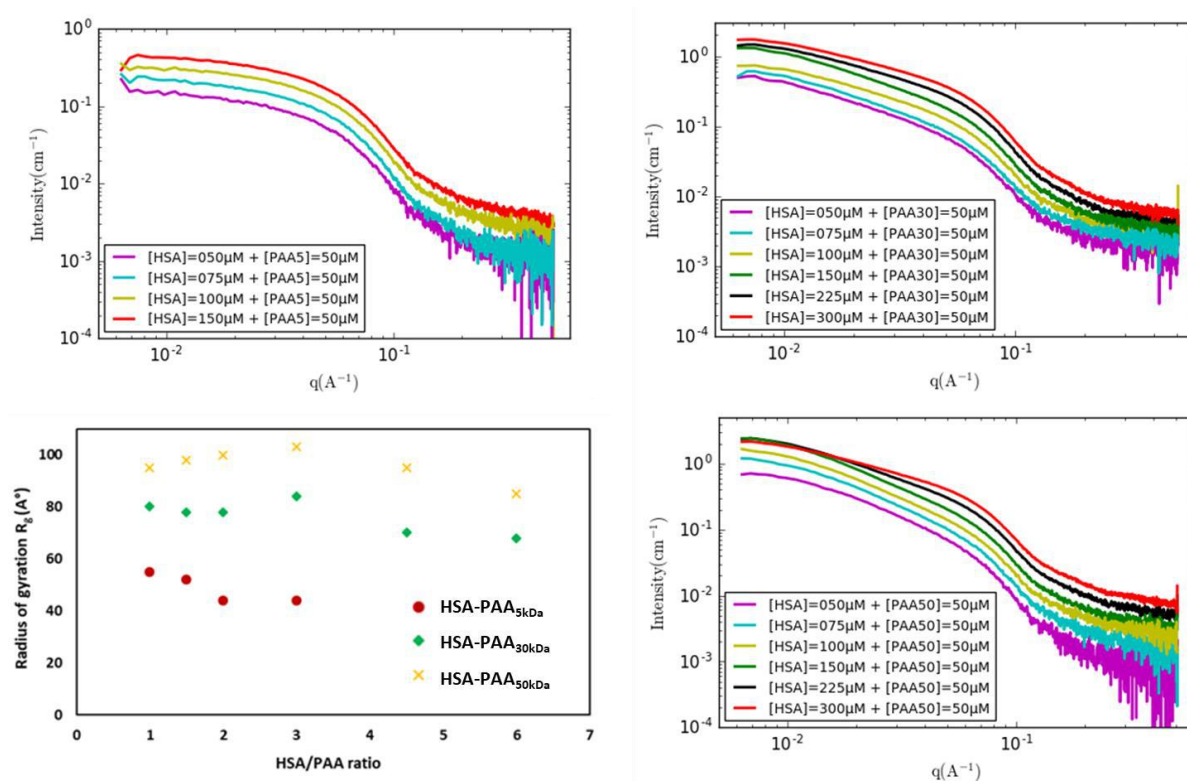 10⁰
10⁻¹
10⁻²
10⁻³
10⁻⁴
Intensity(cm⁻¹)
[HSA]=050μM + [PAA5]=50μM
[HSA]=075μM + [PAA5]=50μM
[HSA]=100μM + [PAA5]=50μM
[HSA]=150μM + [PAA5]=50μM
10⁻² 10⁻¹
q(A⁻¹)
10⁰
10⁻¹
10⁻²
10⁻³
10⁻⁴
Intensity(cm⁻¹)
[HSA]=050μM + [PAA30]=50μM
[HSA]=075μM + [PAA30]=50μM
[HSA]=100μM + [PAA30]=50μM
[HSA]=150μM + [PAA30]=50μM
[HSA]=225μM + [PAA30]=50μM
[HSA]=300μM + [PAA30]=50μM
10⁻² 10⁻¹
q(A⁻¹)
100
80
60
40
20
0
Radius of gyration Rg(A°)
HSA-PAA5kDa
HSA-PAA30kDa
HSA-PAA50kDa
0 1 2 3 4 5 6 7
HSA/PAA ratio
10⁰
10⁻¹
10⁻²
10⁻³
10⁻⁴
Intensity(cm⁻¹)
[HSA]=050μM + [PAA50]=50μM
[HSA]=075μM + [PAA50]=50μM
[HSA]=100μM + [PAA50]=50μM
[HSA]=150μM + [PAA50]=50μM
[HSA]=225μM + [PAA50]=50μM
[HSA]=300μM + [PAA50]=50μM
10⁻² 10⁻¹
q(A⁻¹)